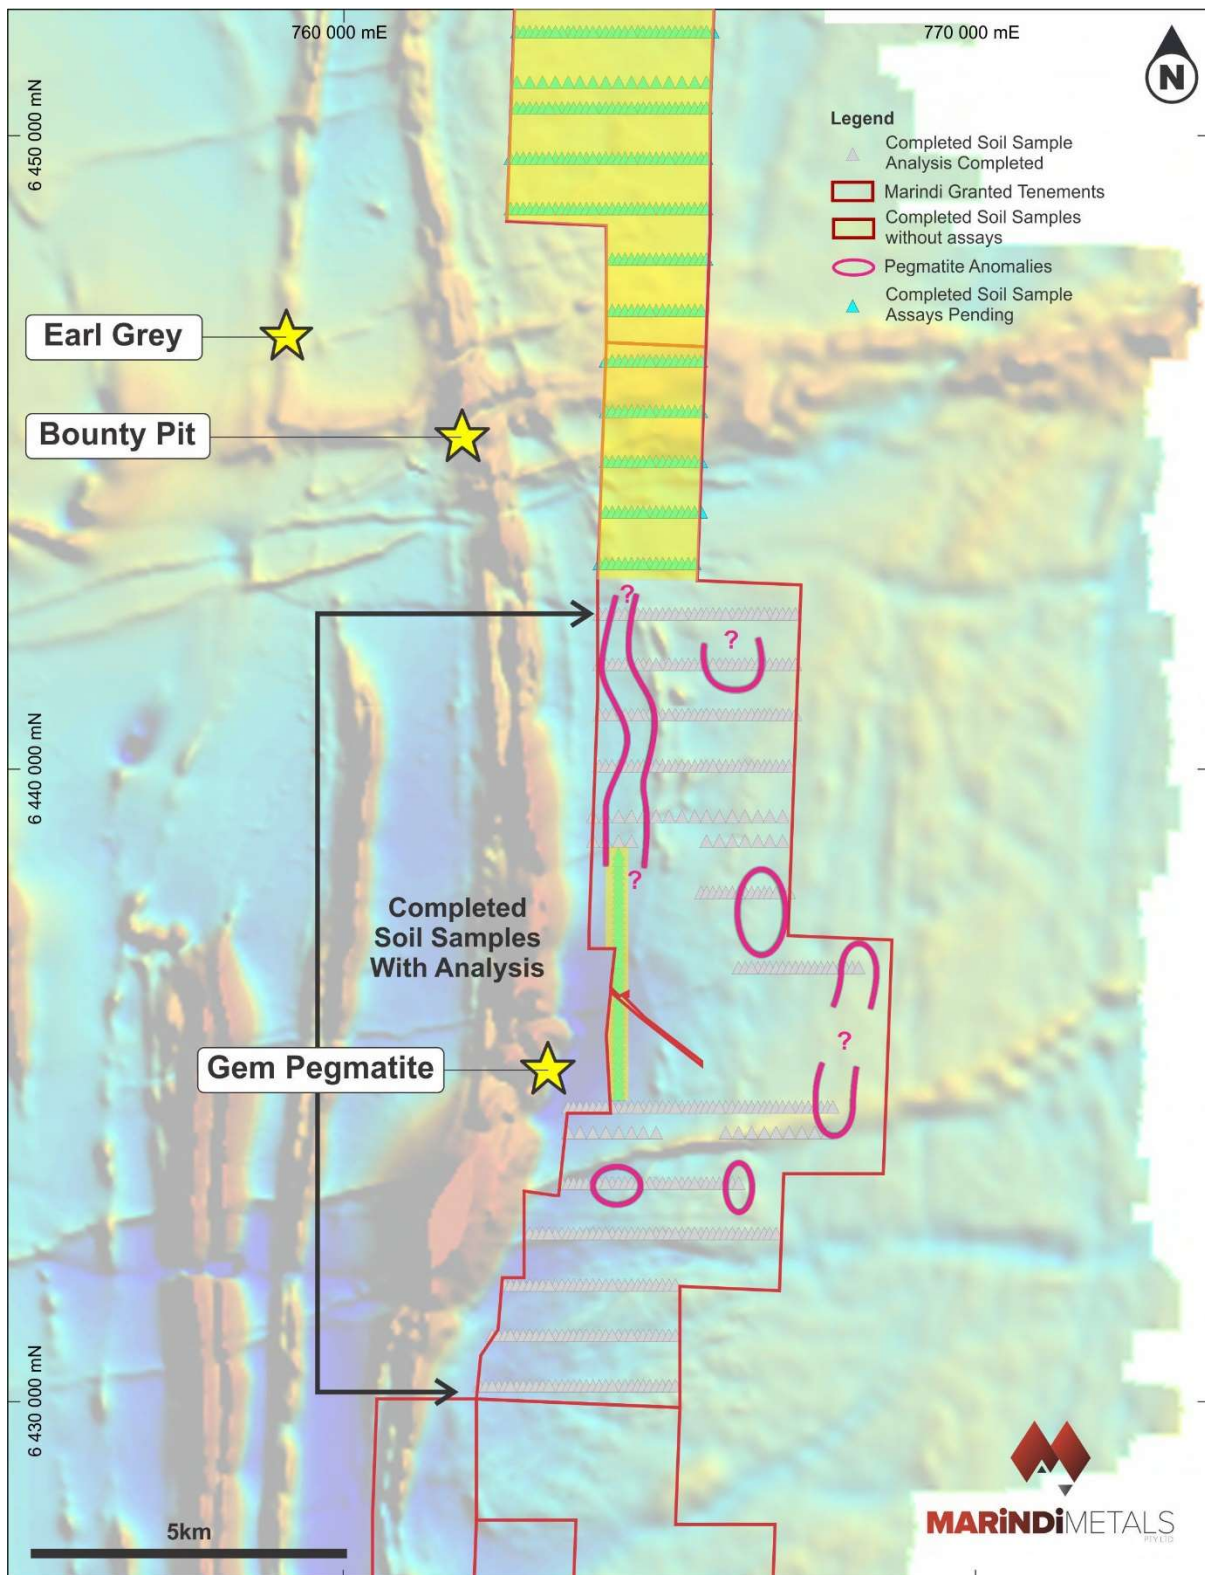 760 000 mE
770 000 mE
N
6 450 000 mN
Legend
Completed Soil Sample
Analysis Completed
Marindi Granted Tenements
Completed Soil Samples
without assays
Pegmatite Anomalies
Completed Soil Sample
Assays Pending
Earl Grey
Bounty Pit
?
?
6 440 000 mN
?
Completed
Soil Samples
With Analysis
?
Gem Pegmatite
6 430 000 mN
MARiNDiMETALS
PTY LTD
5km